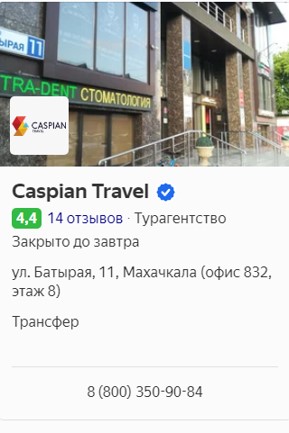 ЫРАЯ 11
TRA-DENT СТОМАТОЛОГИЯ
CASPIAN
TRAVEL
Caspian Travel
4,4 14 отзывов · Турагентство
Закрыто до завтра
ул. Батырая, 11, Махачкала (офис 832,
этаж 8)
Трансфер
8 (800) 350-90-84